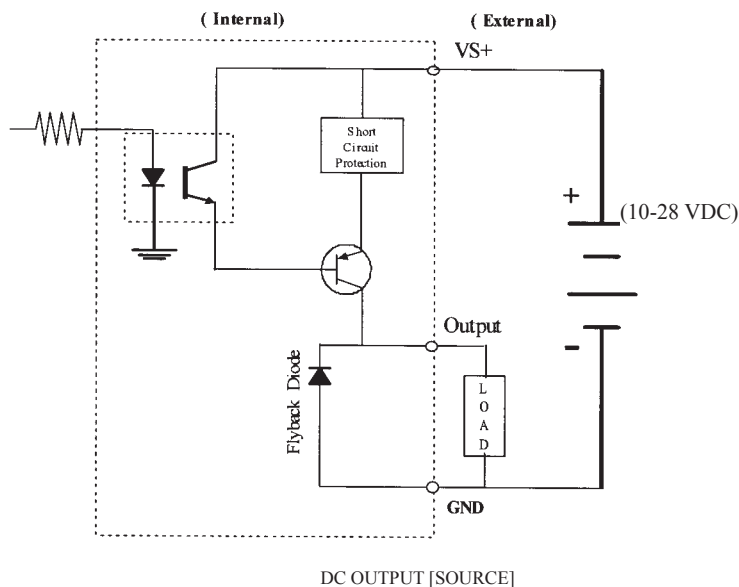 ( Internal)
( External)
VS+
Short
Circuit
Protection
+
(10-28 VDC)
Output
-
Flyback Diode
L
O
A
D
GND
DC OUTPUT [SOURCE]